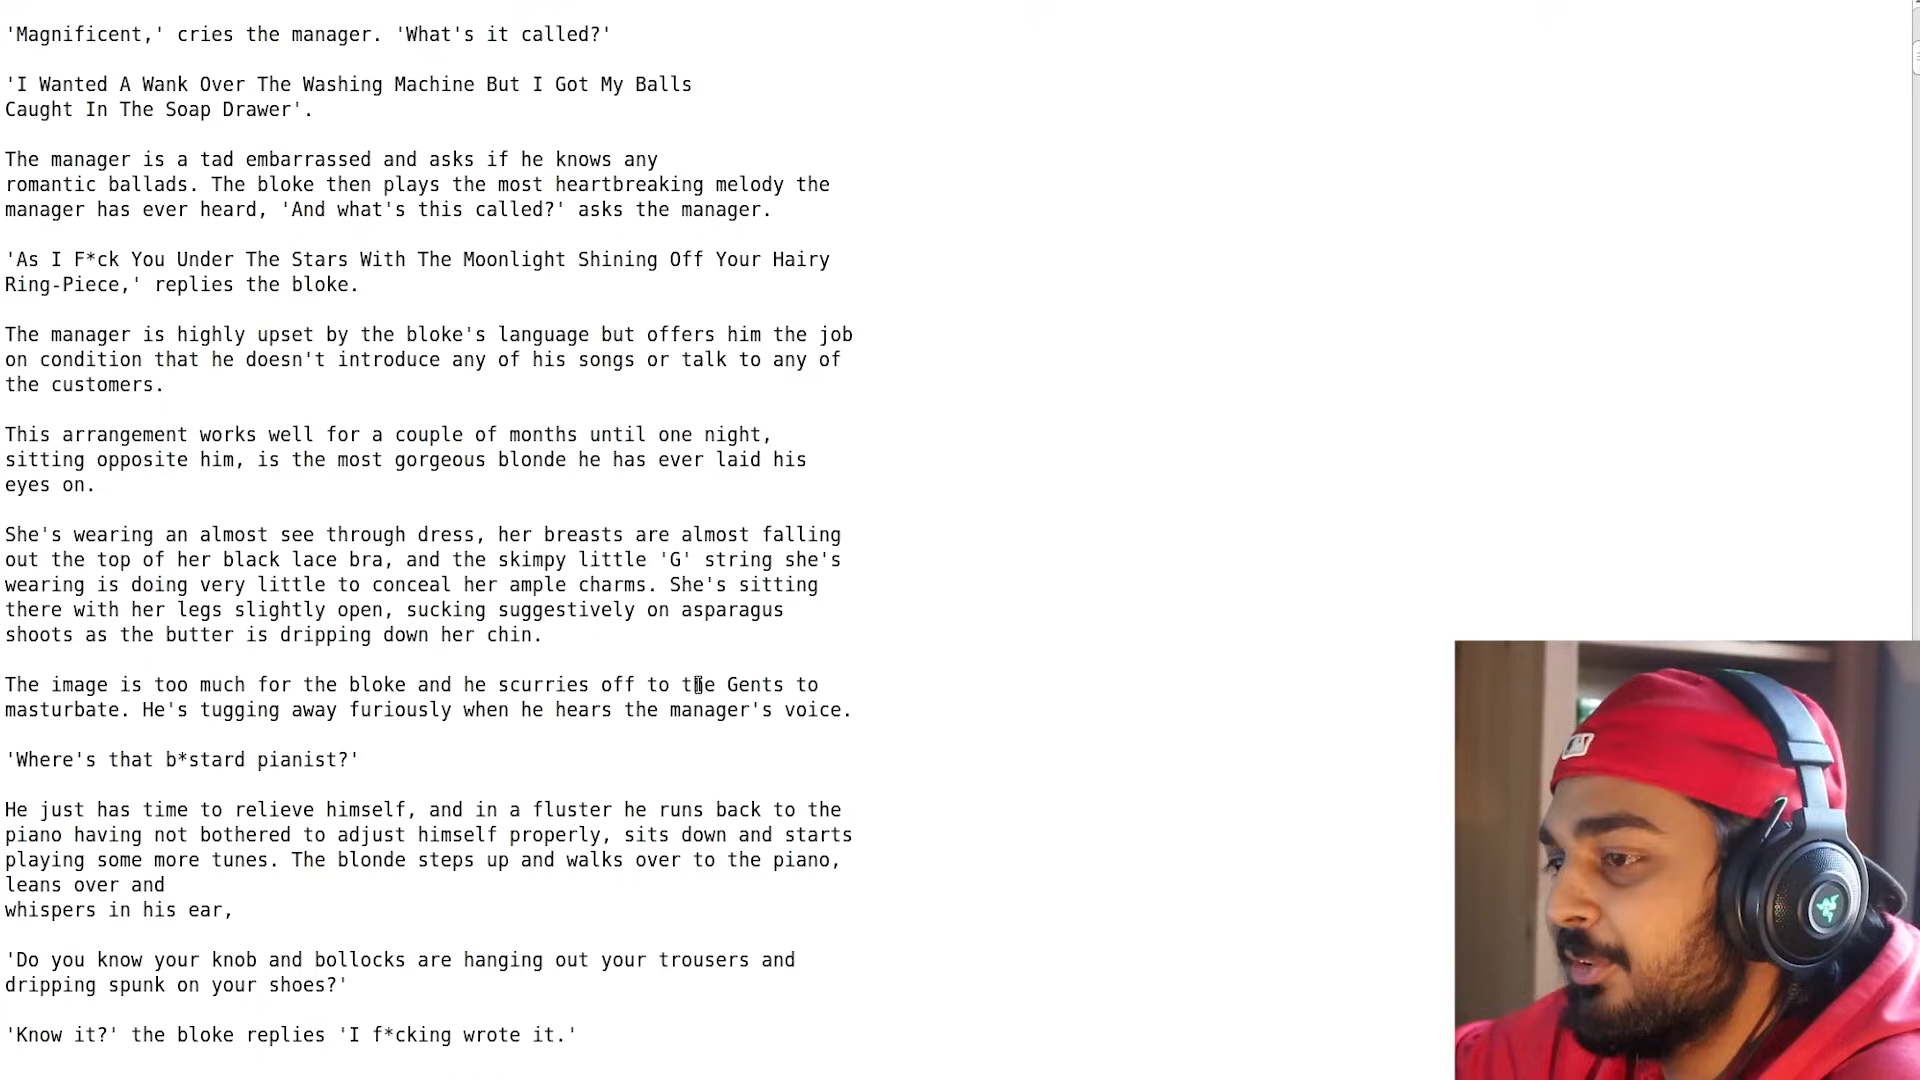 'Magnificent,' cries the manager. 'What's it called?'
'I Wanted A Wank Over The Washing Machine But I Got My Balls
Caught In The Soap Drawer'.
The manager is a tad embarrassed and asks if he knows any
romantic ballads. The bloke then plays the most heartbreaking melody the
manager has ever heard, 'And what's this called?' asks the manager.
'As I F*ck You Under The Stars With The Moonlight Shining Off Your Hairy
Ring-Piece,' replies the bloke.
The manager is highly upset by the bloke's language but offers him the job
on condition that he doesn't introduce any of his songs or talk to any of
the customers.
This arrangement works well for a couple of months until one night,
sitting opposite him, is the most gorgeous blonde he has ever laid his
eyes on.
She's wearing an almost see through dress, her breasts are almost falling
out the top of her black lace bra, and the skimpy little 'G' string she's
wearing is doing very little to conceal her ample charms. She's sitting
there with her legs slightly open, sucking suggestively on asparagus
shoots as the butter is dripping down her chin.
The image is too much for the bloke and he scurries off to the Gents to
masturbate. He's tugging away furiously when he hears the manager's voice.
'Where's that b*stard pianist?'
He just has time to relieve himself, and in a fluster he runs back to the
piano having not bothered to adjust himself properly, sits down and starts
playing some more tunes. The blonde steps up and walks over to the piano,
leans over and
whispers in his ear,
'Do you know your knob and bollocks are hanging out your trousers and
dripping spunk on your shoes?'
'Know it?' the bloke replies 'I f*cking wrote it.'